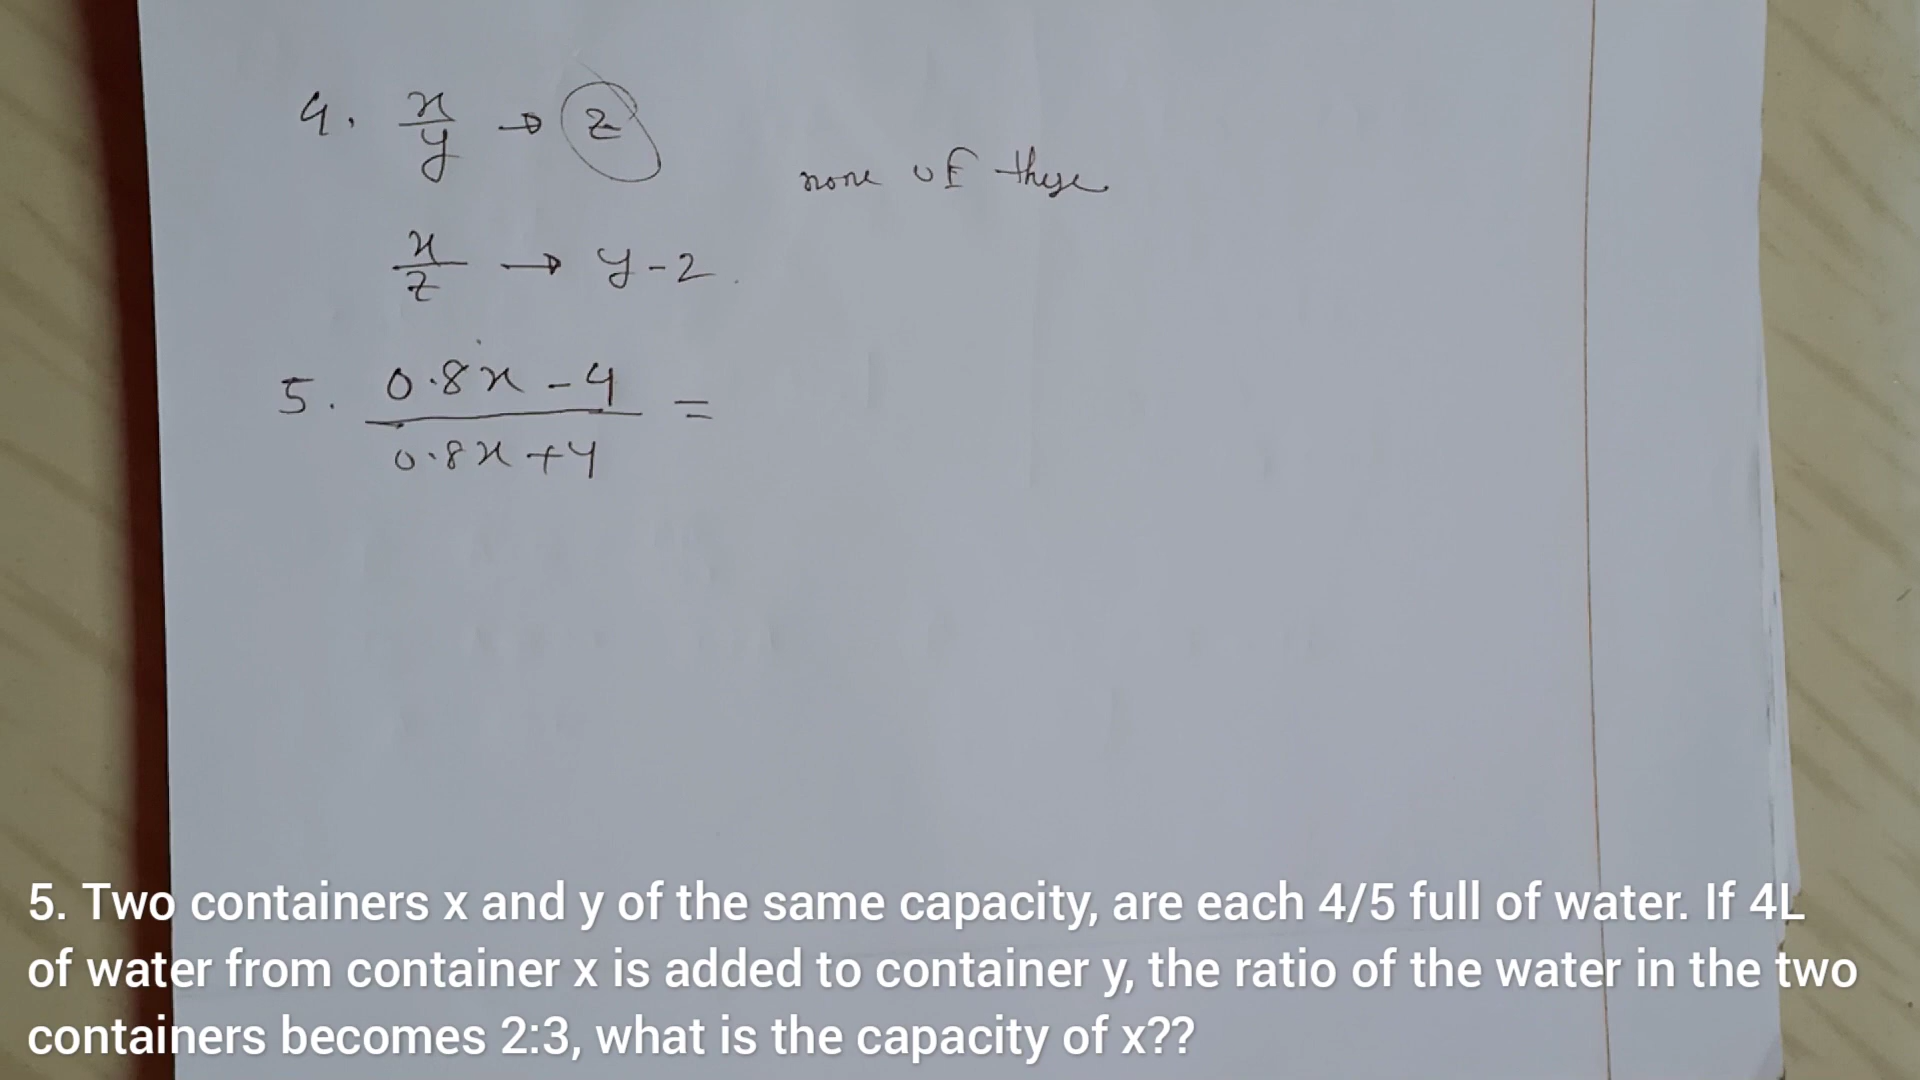 4. x/y → z
none of these
x/z → y-2
5. 0.8x - 4 / 0.8x + 4 =
5. Two containers x and y of the same capacity, are each 4/5 full of water. If 4L
of water from container x is added to container y, the ratio of the water in the two
containers becomes 2:3, what is the capacity of x??